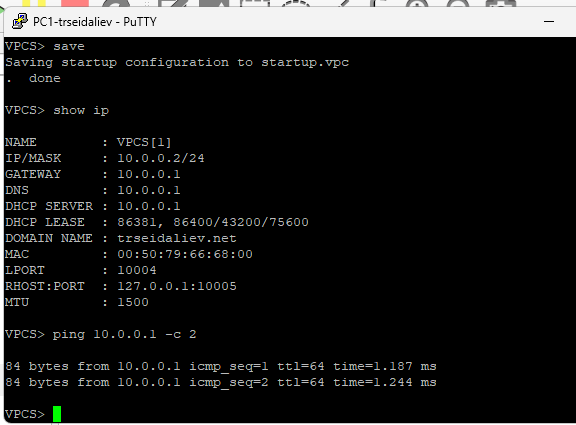 PC1-trseidaliev - PuTTY
VPCS> save
Saving startup configuration to startup.vpc
.  done
VPCS> show ip
NAME        : VPCS[1]
IP/MASK     : 10.0.0.2/24
GATEWAY     : 10.0.0.1
DNS         : 10.0.0.1
DHCP SERVER : 10.0.0.1
DHCP LEASE  : 86381, 86400/43200/75600
DOMAIN NAME : trseidaliev.net
MAC         : 00:50:79:66:68:00
LPORT       : 10004
RHOST:PORT  : 127.0.0.1:10005
MTU         : 1500
VPCS> ping 10.0.0.1 -c 2
84 bytes from 10.0.0.1 icmp_seq=1 ttl=64 time=1.187 ms
84 bytes from 10.0.0.1 icmp_seq=2 ttl=64 time=1.244 ms
VPCS>